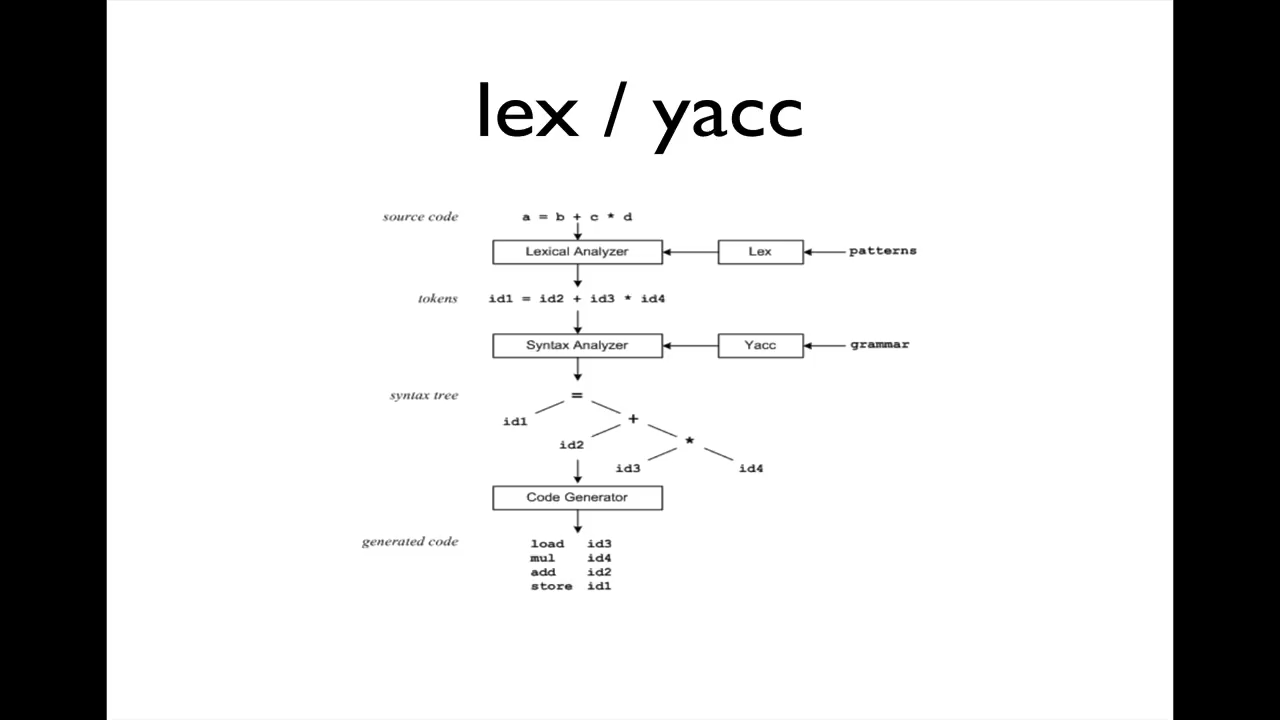 lex / yacc
source code a = b + c * d
Lexical Analyzer Lex patterns
tokens id1 = id2 + id3 * id4
Syntax Analyzer Yacc grammar
syntax tree =
id1 +
id2 *
id3 id4
Code Generator
generated code load id3
mul id4
add id2
store id1